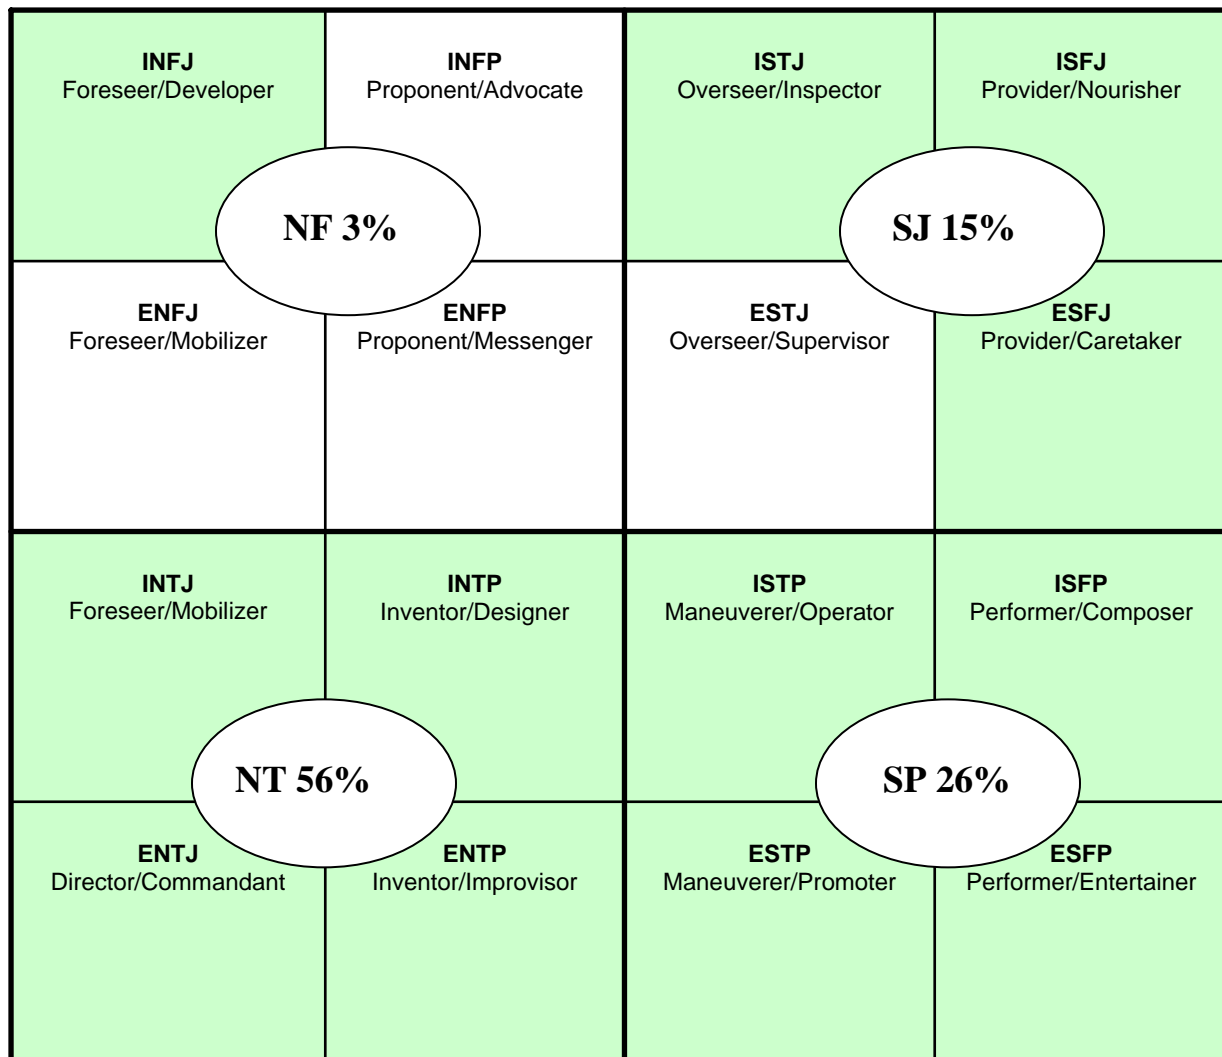 INFJ
Foreseer/Developer
INFP
Proponent/Advocate
ISTJ
Overseer/Inspector
ISFJ
Provider/Nourisher
NF 3%
SJ 15%
ENFJ
Foreseer/Mobilizer
ENFP
Proponent/Messenger
ESTJ
Overseer/Supervisor
ESFJ
Provider/Caretaker
INTJ
Foreseer/Mobilizer
INTP
Inventor/Designer
ISTP
Maneuverer/Operator
ISFP
Performer/Composer
NT 56%
SP 26%
ENTJ
Director/Commandant
ENTP
Inventor/Improvisor
ESTP
Maneuverer/Promoter
ESFP
Performer/Entertainer